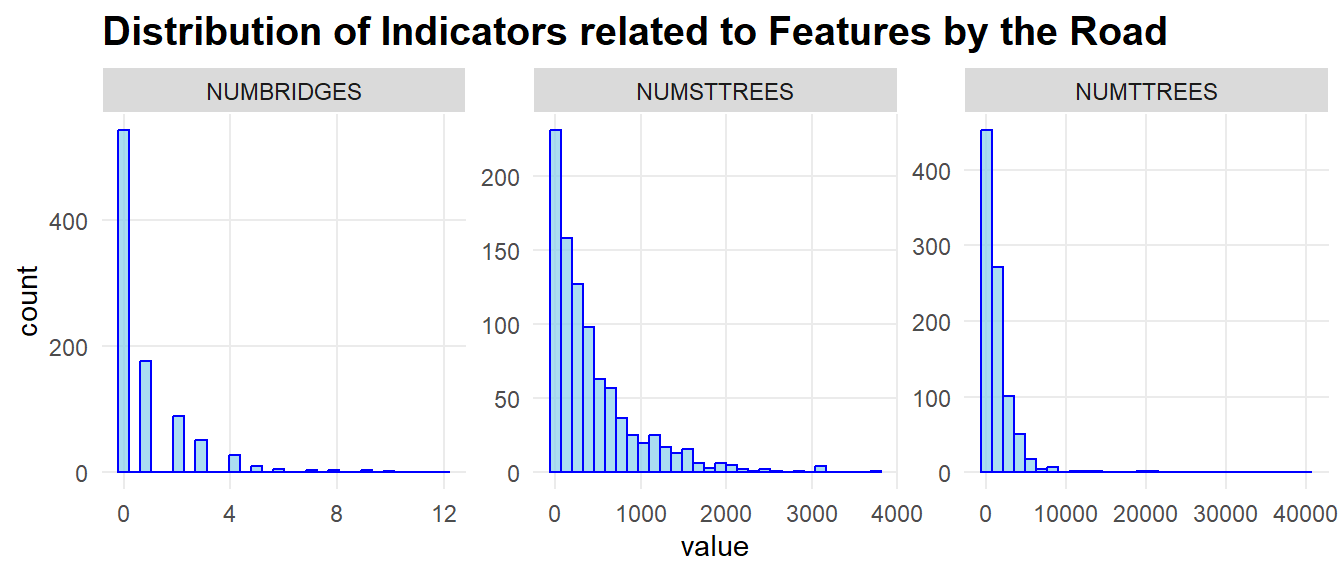 Distribution of Indicators related to Features by the Road
NUMBRIDGES
NUMSTTREES
NUMTTREES
count
400
200
0
200
150
100
50
0
400
300
200
100
0
0 4 8 12
0 1000 2000 3000 4000
0 10000 20000 30000 40000
value